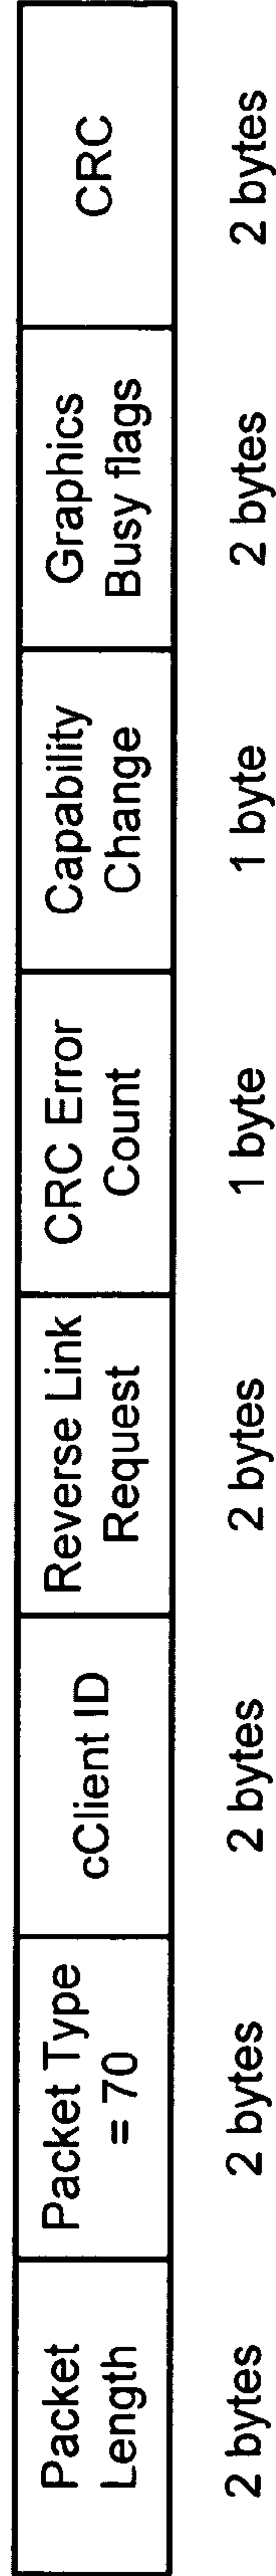 Packet
Length
Packet Type
= 70
cClient ID
Reverse Link
Request
CRC Error
Count
Capability
Change
Graphics
Busy flags
CRC
2 bytes
2 bytes
2 bytes
2 bytes
1 byte
1 byte
2 bytes
2 bytes